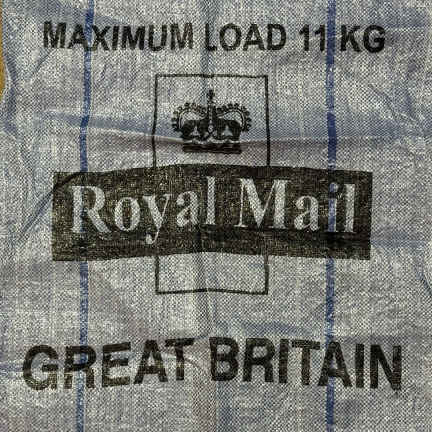 MAXIMUM LOAD 11 KG
Royal Mail
GREAT BRITAIN